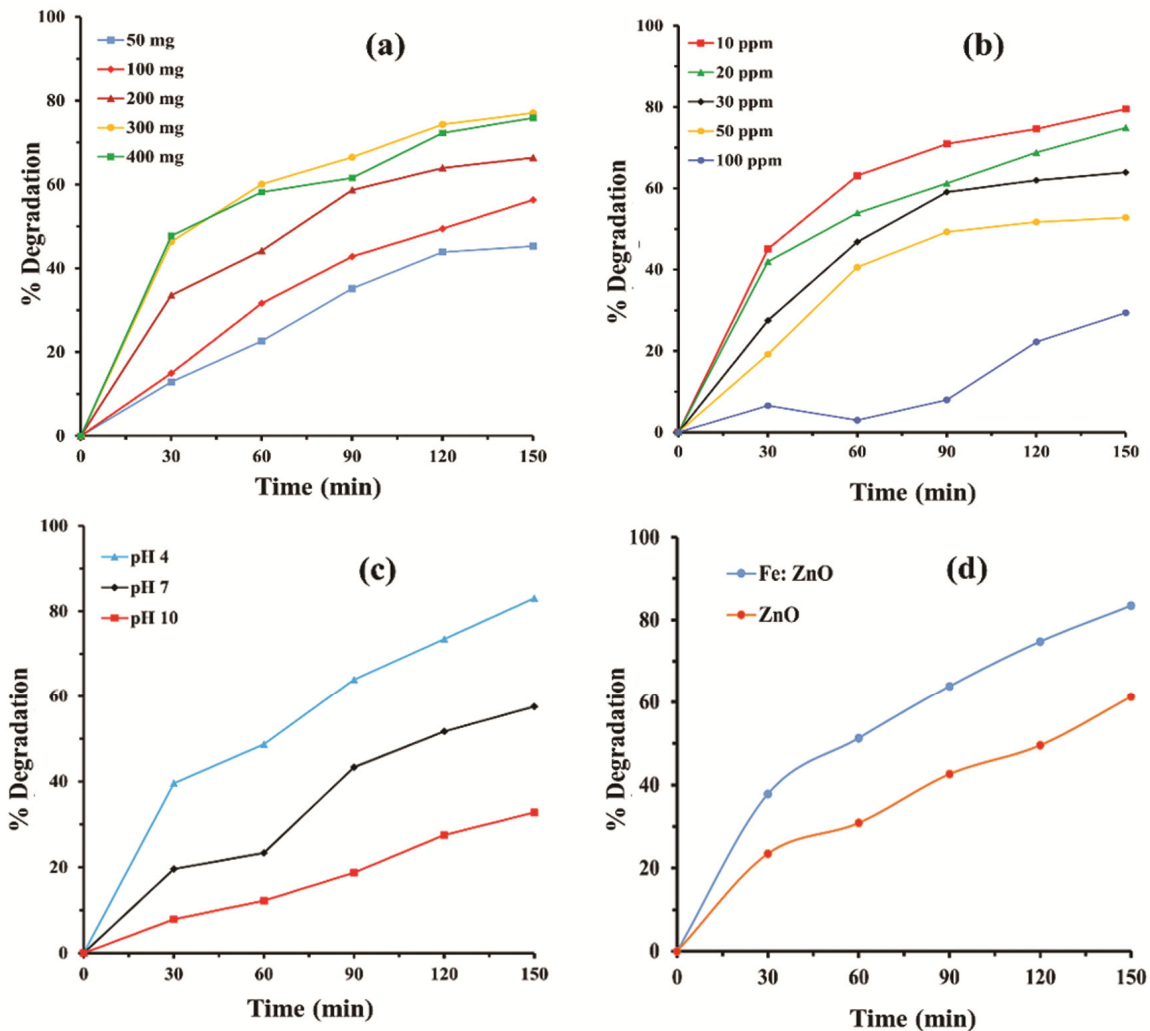 (a)
50 mg
100 mg
200 mg
300 mg
400 mg
% Degradation
100
80
60
40
20
0
0 30 60 90 120 150
Time (min)
(b)
10 ppm
20 ppm
30 ppm
50 ppm
100 ppm
% Degradation
100
80
60
40
20
0
0 30 60 90 120 150
Time (min)
(c)
pH 4
pH 7
pH 10
% Degradation
100
80
60
40
20
0
0 30 60 90 120 150
Time (min)
(d)
Fe: ZnO
ZnO
% Degradation
100
80
60
40
20
0
0 30 60 90 120 150
Time (min)